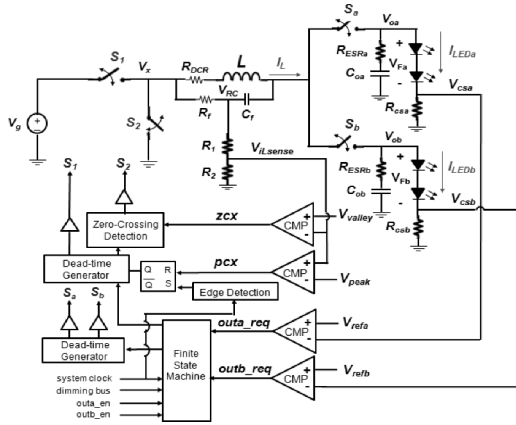 S1
Vx
RDCR
L
IL
Sa
Voa
RESRa
Coa
+
VFa
-
ILEDa
Vcsa
Rcsa
Vg
S2
Rf
VRC
Cf
R1
R2
ViLsense
Sb
Vob
RESRb
Cob
+
VFb
-
ILEDb
Vcsb
Rcsb
S1
S2
Zero-Crossing Detection
zcx
CMP
+
-
Vvalley
Dead-time Generator
Q R
Q S
pcx
CMP
+
-
Vpeak
Sa
Sb
Edge Detection
Dead-time Generator
Finite State Machine
outa_req
CMP
+
-
Vrefa
outb_req
CMP
+
-
Vrefb
system clock
dimming bus
outa_en
outb_en